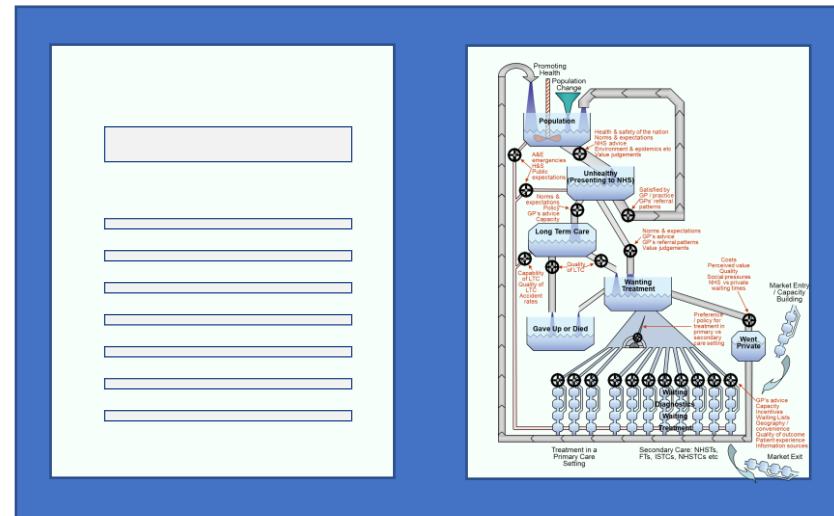 Promoting
Health
Population
Change
Population
Health & safety of the nation
Norms & expectations
NHS advice
Environment & epidemics etc
Value judgements
A&E
emergencies
H&S
Public
expectations
Unhealthy
(Presenting to NHS)
Norms &
expectations
Policy
GP's advice
Capacity
Satisfied by
GP / practice
GPs' referral
patterns
Long Term Care
Norms & expectations
GP's advice
GP's referral patterns
Value judgements
Capability
of LTC
Quality of
LTC
Accident
rates
Quality
of LTC
Costs
Perceived value
Quality
Social pressures
NHS vs private
waiting times
Wanting
Treatment
Market Entry
/ Capacity
Building
Gave Up or Died
Preference
/ policy for
treatment in
primary vs
secondary
care setting
Went
Private
Waiting
Diagnostics
Waiting
Treatment
GP's advice
Capacity
Incentives
Waiting Lists
Geography /
convenience
Quality of outcome
Patient experience
Information sources
Treatment in a
Primary Care
Setting
Secondary Care: NHSTs,
FTs, ISTCs, NHSTCs etc
Market Exit